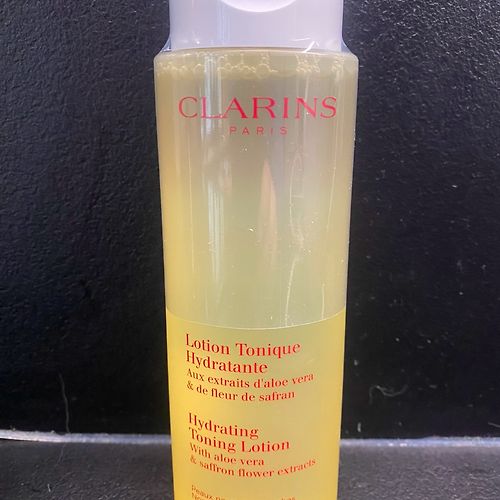 CLARINS
PARIS
Lotion Tonique
Hydratante
Aux extraits d'aloe vera
& de fleur de safran
Hydrating
Toning Lotion
With aloe vera
& saffron flower extracts
Peaux